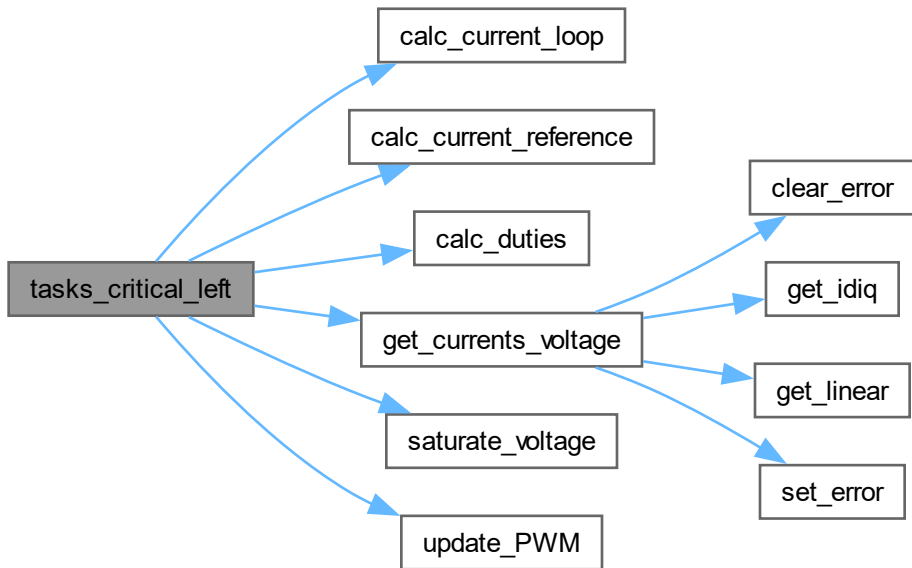 calc_current_loop
calc_current_reference
clear_error
calc_duties
tasks_critical_left
get_idiq
get_currents_voltage
get_linear
saturate_voltage
set_error
update_PWM